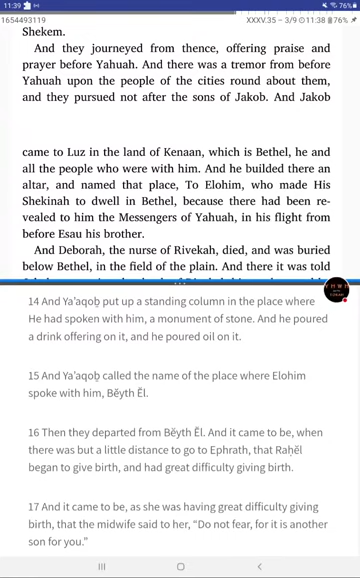 11:39
76%
1654493119
XXXV.35 – 3/9 11:38 76%
Shekem.
And they journeyed from thence, offering praise and
prayer before Yahuah. And there was a tremor from before
Yahuah upon the people of the cities round about them,
and they pursued not after the sons of Jakob. And Jakob
came to Luz in the land of Kenaan, which is Bethel, he and
all the people who were with him. And he builded there an
altar, and named that place, To Elohim, who made His
Shekinah to dwell in Bethel, because there had been re-
vealed to him the Messengers of Yahuah, in his flight from
before Esau his brother.
And Deborah, the nurse of Rivekah, died, and was buried
below Bethel, in the field of the plain. And there it was told
14 And Ya‛aqoḇ put up a standing column in the place where
He had spoken with him, a monument of stone. And he poured
a drink offering on it, and he poured oil on it.
15 And Ya‛aqoḇ called the name of the place where Elohim
spoke with him, Bĕyth Ěl.
16 Then they departed from Bĕyth Ěl. And it came to be, when
there was but a little distance to go to Ephrath, that Raḥĕl
began to give birth, and had great difficulty giving birth.
17 And it came to be, as she was having great difficulty giving
birth, that the midwife said to her, “Do not fear, for it is another
son for you.”